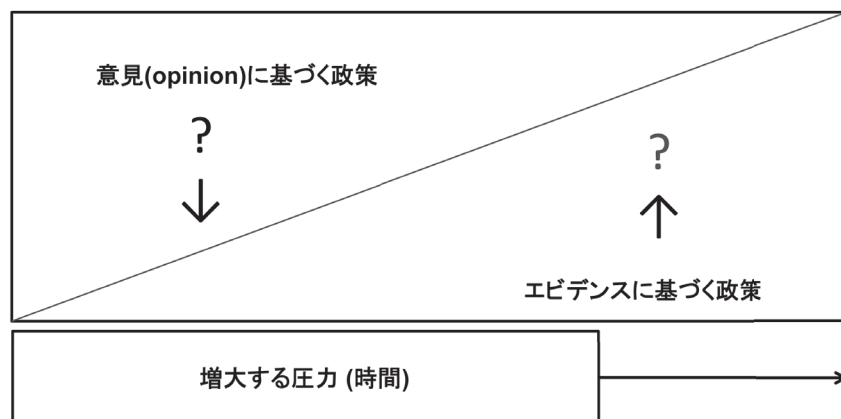 意見(opinion)に基づく政策
?
?
エビデンスに基づく政策
増大する圧力 (時間)